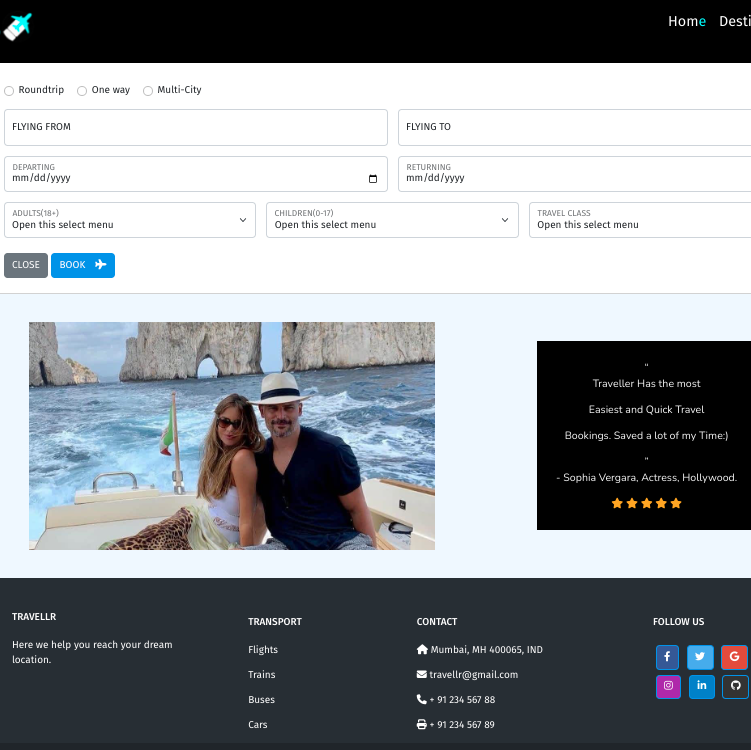 Home Desti
Roundtrip One way Multi-City
FLYING FROM FLYING TO
DEPARTING RETURNING
mm/dd/yyyy mm/dd/yyyy
ADULTS(18+) CHILDREN(0-17) TRAVEL CLASS
Open this select menu Open this select menu Open this select menu
CLOSE BOOK
"
Traveller Has the most
Easiest and Quick Travel
Bookings. Saved a lot of my Time:)
"
- Sophia Vergara, Actress, Hollywood.
TRAVELLR
Here we help you reach your dream
location.
TRANSPORT
Flights
Trains
Buses
Cars
CONTACT
Mumbai, MH 400065, IND
travellr@gmail.com
+ 91 234 567 88
+ 91 234 567 89
FOLLOW US